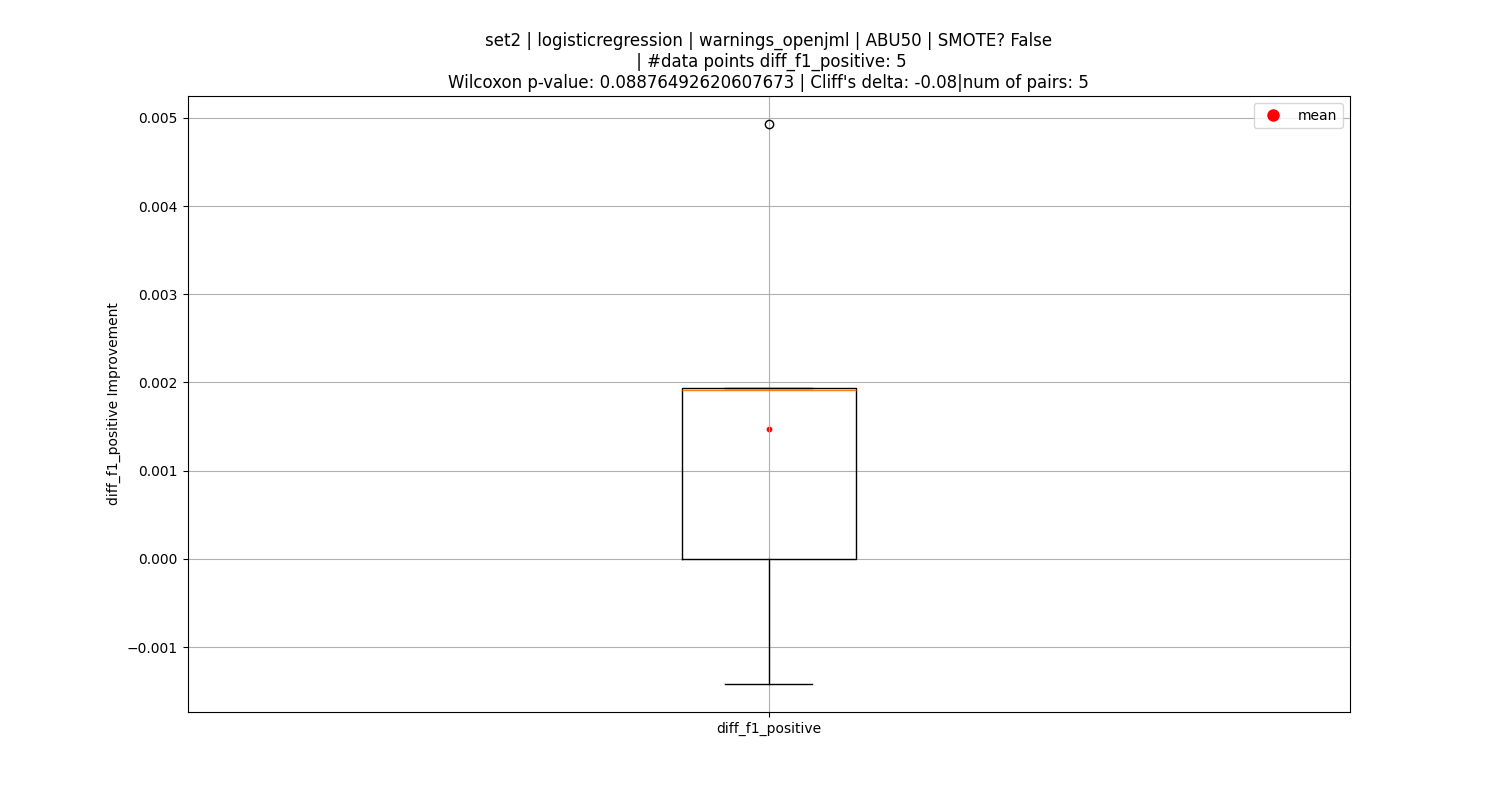 set2 | logisticregression | warnings_openjml | ABU50 | SMOTE? False
| #data points diff_f1_positive: 5
Wilcoxon p-value: 0.08876492620607673 | Cliff's delta: -0.08|num of pairs: 5
mean
0.005
0.004
0.003
0.002
0.001
0.000
−0.001
diff_f1_positive Improvement
diff_f1_positive